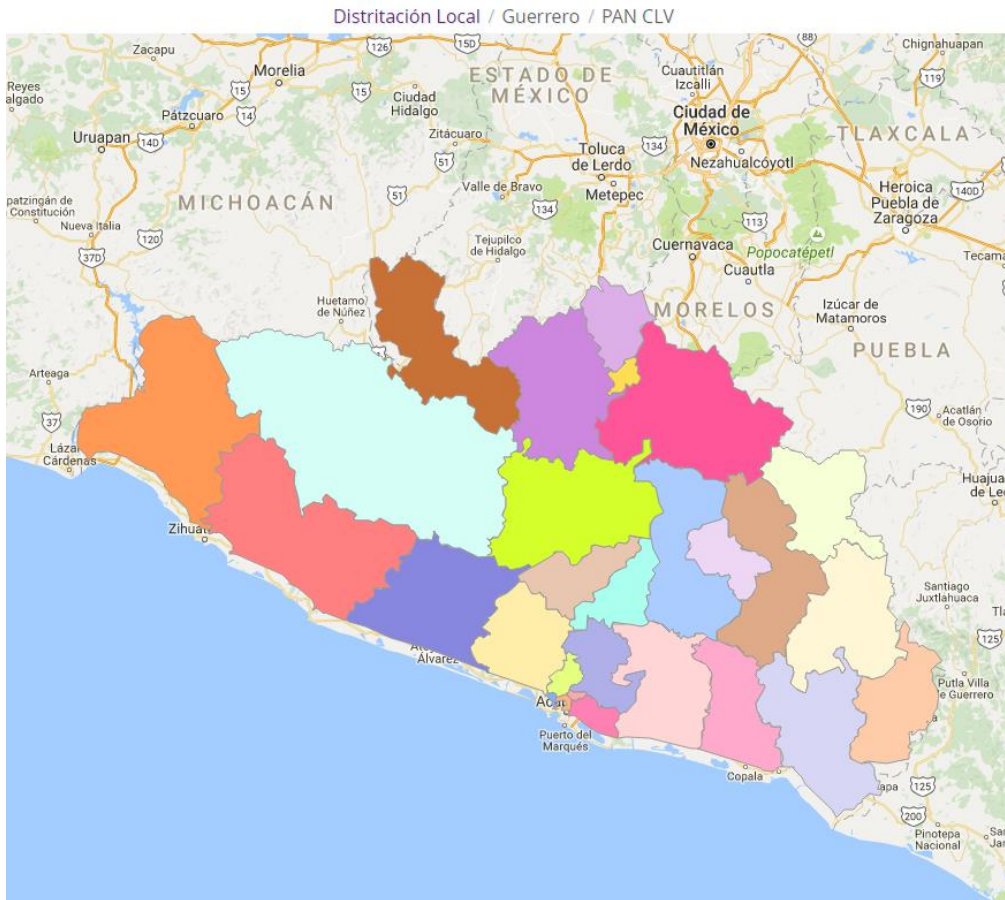 Distritación Local / Guerrero / PAN CLV
Zacapu
126
15D
88
Chignahuapan
Morelia
ESTADO DE
MÉXICO
Cuautitlán
Izcalli
119
Reyes
algado
15
15
Ciudad
Hidalgo
Pátzcuaro
14
Ciudad de
México
TLAXCALA
Uruapan
14D
Zitácuaro
51
Toluca
de Lerdo
134
Nezahualcóyotl
patzingán de
Constitución
MICHOACÁN
51
Valle de Bravo
134
Metepec
Heroica
Puebla de
Zaragoza
140D
Nueva Italia
120
113
37D
Tejupilco
de Hidalgo
Cuernavaca
Popocatépetl
Tecama
Cuautla
Huetamo
de Núñez
MORELOS
Izúcar de
Matamoros
PUEBLA
Arteaga
190
Acatlán
de Osorio
37
Lázar
Cárdenas
Huajua
de Le
Zihuat
Santiago
Juxtlahuaca
125
Álvarez
Putla Villa
de Guerrero
Puerto del
Marqués
Copala
apa
125
200
Pinotepa
Nacional